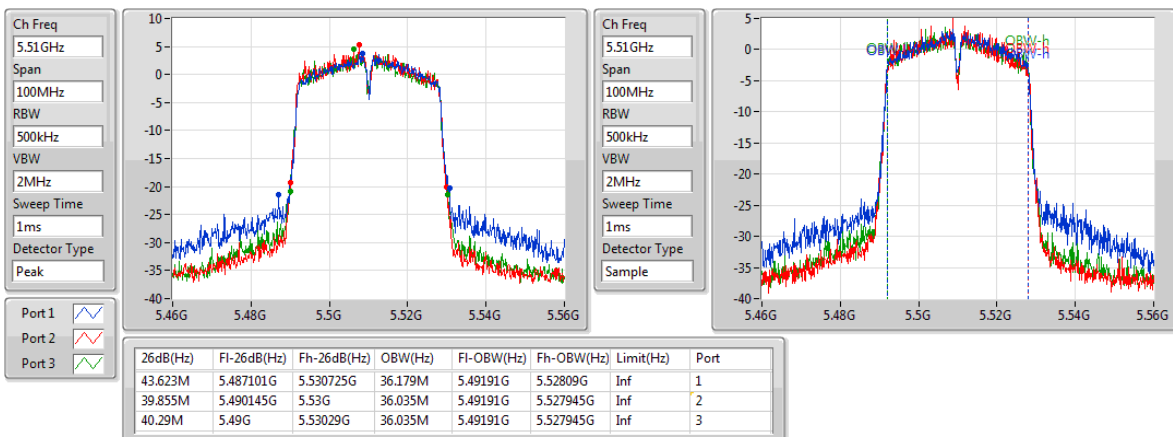 Ch Freq
5.51GHz
Span
100MHz
RBW
500kHz
VBW
2MHz
Sweep Time
1ms
Detector Type
Peak
10
5
0
-5
-10
-15
-20
-25
-30
-35
-40
5.46G 5.48G 5.5G 5.52G 5.54G 5.56G
Ch Freq
5.51GHz
Span
100MHz
RBW
500kHz
VBW
2MHz
Sweep Time
1ms
Detector Type
Sample
5
0
-5
-10
-15
-20
-25
-30
-35
-40
OBW-h
5.46G 5.48G 5.5G 5.52G 5.54G 5.56G
Port 1
Port 2
Port 3
26dB(Hz) Fl-26dB(Hz) Fh-26dB(Hz) OBW(Hz) Fl-OBW(Hz) Fh-OBW(Hz) Limit(Hz) Port
43.623M 5.487101G 5.530725G 36.179M 5.49191G 5.52809G Inf 1
39.855M 5.490145G 5.53G 36.035M 5.49191G 5.527945G Inf 2
40.29M 5.49G 5.53029G 36.035M 5.49191G 5.527945G Inf 3